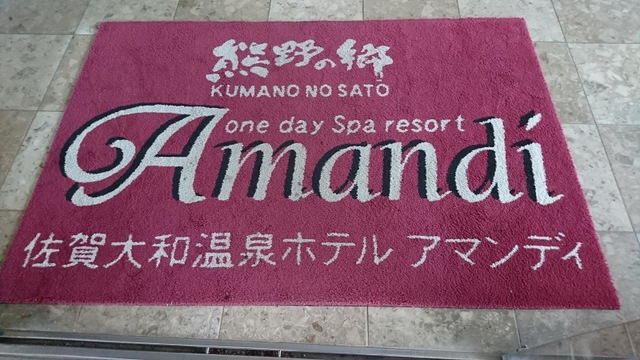 熊野の郷
KUMANO NO SATO
one day Spa resort
Amandi
佐賀大和温泉ホテル アマンディ